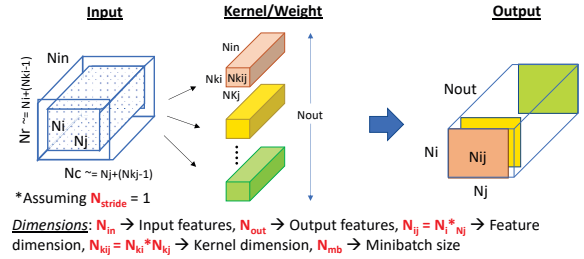 Input
Kernel/Weight
Output
Nin
Nr ~= Ni+(Nki-1)
Ni
Nj
Nc ~= Nj+(Nkj-1)
*Assuming Nstride = 1
Nin
Nki
Nkij
NKj
Nout
Nout
Ni
Nij
Nj
Dimensions: Nin → Input features, Nout → Output features, Nij = Ni*Nj → Feature
dimension, Nkij = Nki*Nkj → Kernel dimension, Nmb → Minibatch size